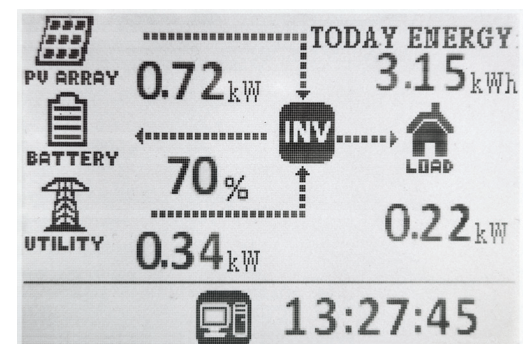 TODAY ENERGY
PV ARRAY 0.72kW 3.15kWh
BATTERY INV LOAD
70%
UTILITY 0.34kW 0.22kW
13:27:45